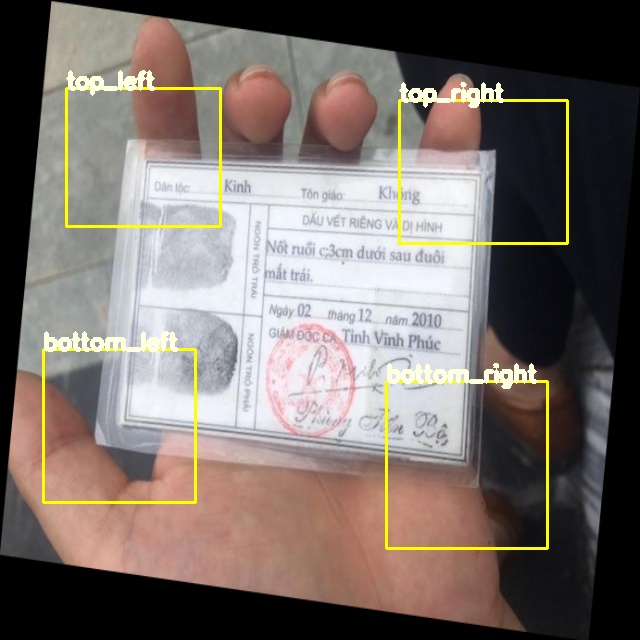 top_left
top_right
Dân tộc: Kinh Tôn giáo: Không
DẤU VẾT RIÊNG VÀ DỊ HÌNH
Nốt ruồi c;3cm dưới sau đuôi
mắt trái.
NGÓN TRỎ TRÁI
Ngày 02 tháng 12 năm 2010
GIÁM ĐỐC CA Tỉnh Vĩnh Phúc
NGÓN TRỎ PHẢI
bottom_left
bottom_right